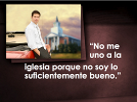 “No me
uno a la
iglesia porque no soy lo
suficientemente bueno.”